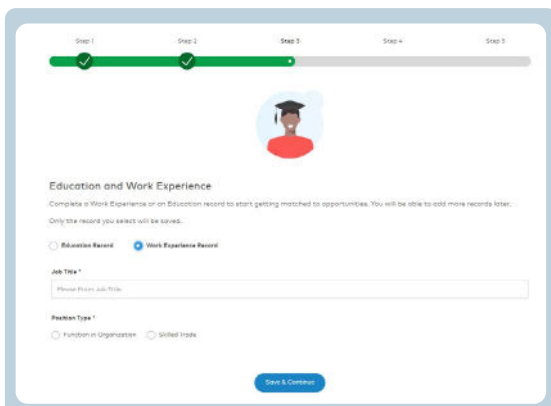 Step 1 Step 2 Step 3 Step 4 Step 5
Education and Work Experience
Complete a Work Experience or an Education record to start getting matched to opportunities. You will be able to add more records later.
Only the record you select will be saved.
Education Record Work Experience Record
Job Title *
Please Enter Job Title
Position Type *
Function in Organization Skilled Trade
Save & Continue